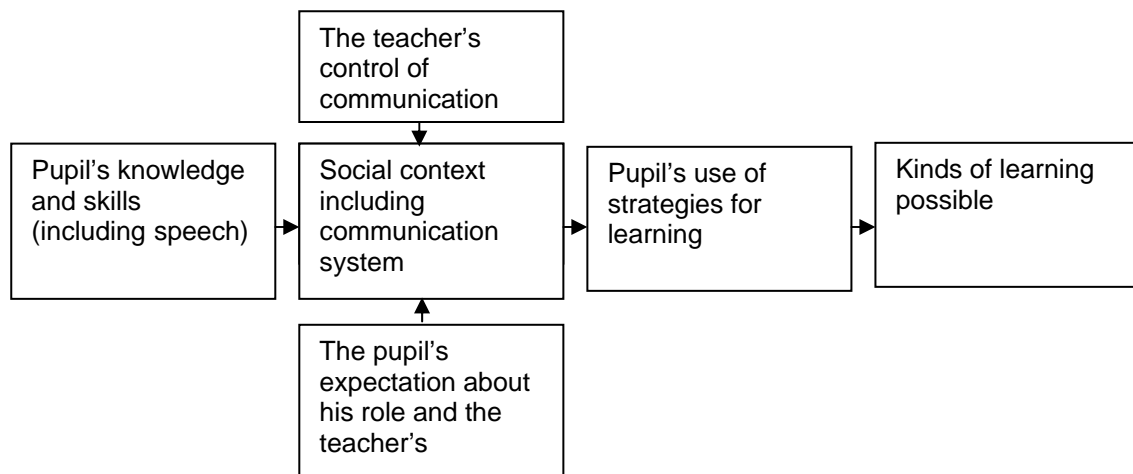 The teacher’s
control of
communication
Pupil’s knowledge
and skills
(including speech)
Social context
including
communication
system
Pupil’s use of
strategies for
learning
Kinds of learning
possible
The pupil’s
expectation about
his role and the
teacher’s